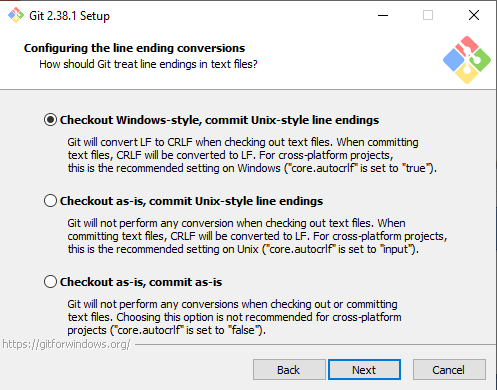 Git 2.38.1 Setup
Configuring the line ending conversions
How should Git treat line endings in text files?
Checkout Windows-style, commit Unix-style line endings
Git will convert LF to CRLF when checking out text files. When committing
text files, CRLF will be converted to LF. For cross-platform projects,
this is the recommended setting on Windows ("core.autocrlf" is set to "true").
Checkout as-is, commit Unix-style line endings
Git will not perform any conversion when checking out text files. When
committing text files, CRLF will be converted to LF. For cross-platform projects,
this is the recommended setting on Unix ("core.autocrlf" is set to "input").
Checkout as-is, commit as-is
Git will not perform any conversions when checking out or committing
text files. Choosing this option is not recommended for cross-platform
projects ("core.autocrlf" is set to "false").
https://gitforwindows.org/
Back Next Cancel